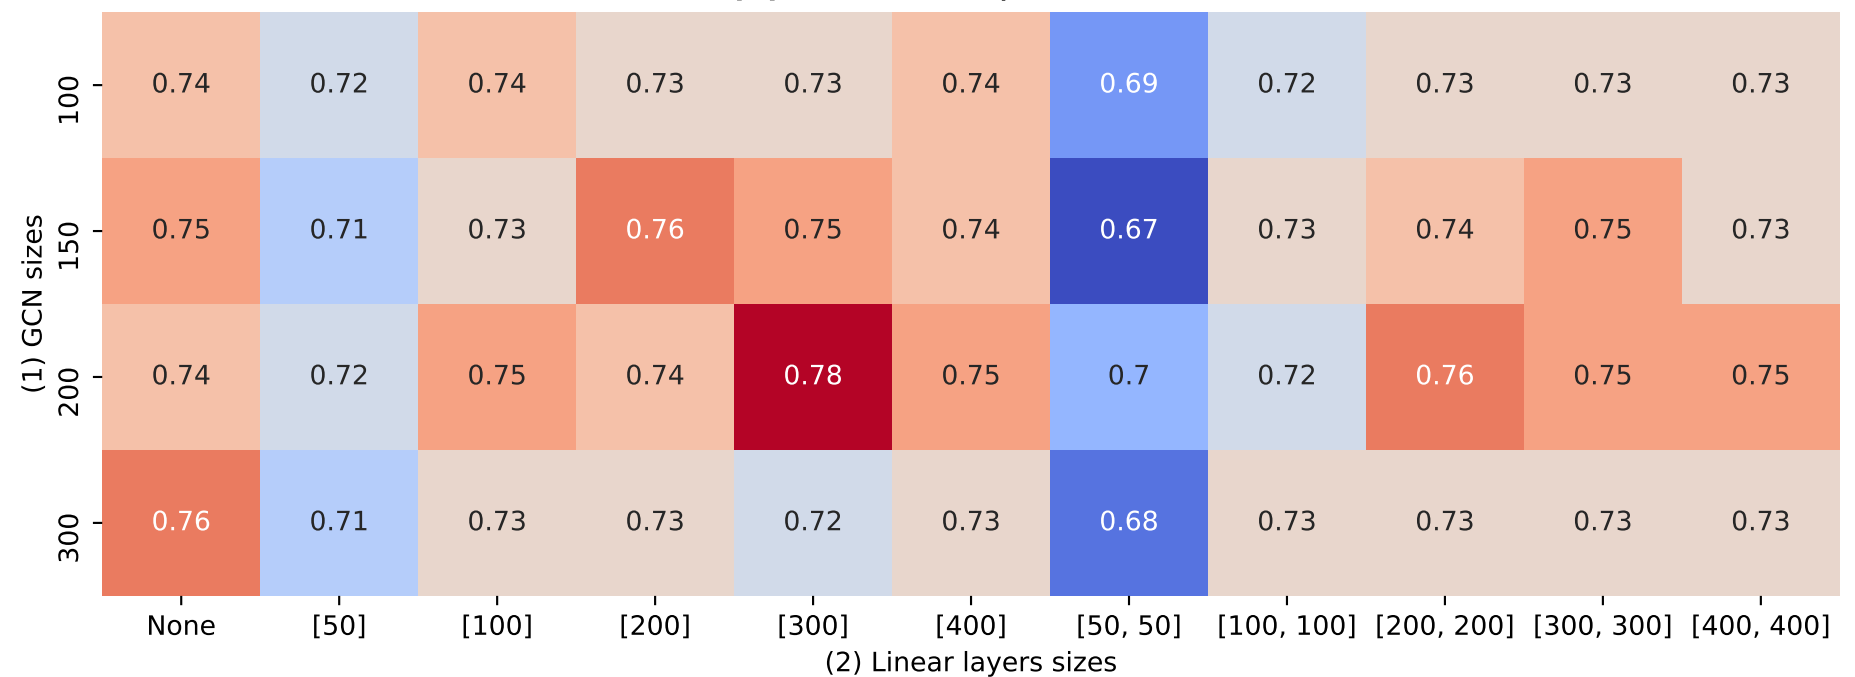 100 0.74 0.72 0.74 0.73 0.73 0.74 0.69 0.72 0.73 0.73 0.73
150 0.75 0.71 0.73 0.76 0.75 0.74 0.67 0.73 0.74 0.75 0.73
200 0.74 0.72 0.75 0.74 0.78 0.75 0.7 0.72 0.76 0.75 0.75
300 0.76 0.71 0.73 0.73 0.72 0.73 0.68 0.73 0.73 0.73 0.73
(1) GCN sizes
None [50] [100] [200] [300] [400] [50, 50] [100, 100] [200, 200] [300, 300] [400, 400]
(2) Linear layers sizes